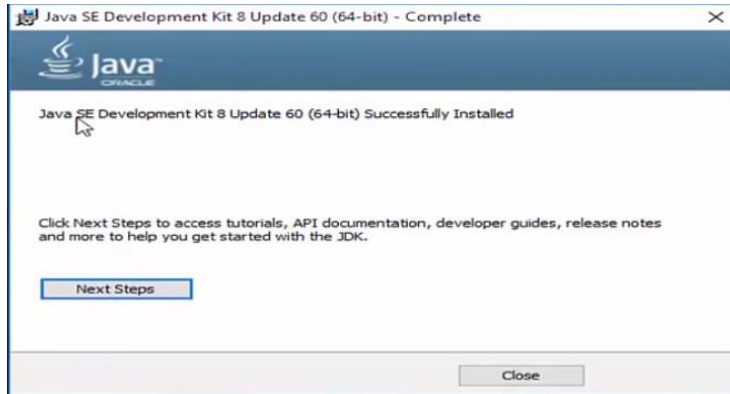 Java SE Development Kit 8 Update 60 (64-bit) - Complete
Java
ORACLE
Java SE Development Kit 8 Update 60 (64-bit) Successfully Installed
Click Next Steps to access tutorials, API documentation, developer guides, release notes
and more to help you get started with the JDK.
Next Steps
Close